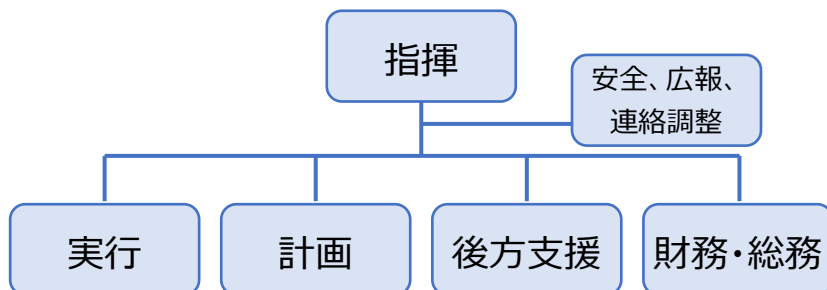 指揮
安全、広報、
連絡調整
実行
計画
後方支援
財務・総務